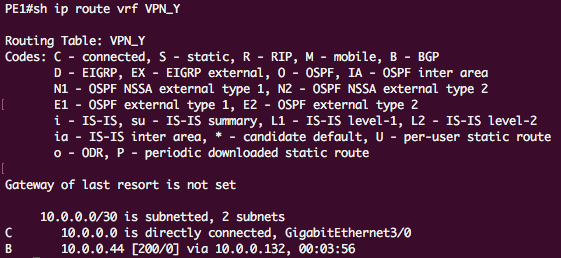 PE1#sh ip route vrf VPN_Y
Routing Table: VPN_Y
Codes: C - connected, S - static, R - RIP, M - mobile, B - BGP
D - EIGRP, EX - EIGRP external, O - OSPF, IA - OSPF inter area
N1 - OSPF NSSA external type 1, N2 - OSPF NSSA external type 2
E1 - OSPF external type 1, E2 - OSPF external type 2
i - IS-IS, su - IS-IS summary, L1 - IS-IS level-1, L2 - IS-IS level-2
ia - IS-IS inter area, * - candidate default, U - per-user static route
o - ODR, P - periodic downloaded static route
Gateway of last resort is not set
10.0.0.0/30 is subnetted, 2 subnets
C 10.0.0.0 is directly connected, GigabitEthernet3/0
B 10.0.0.44 [200/0] via 10.0.0.132, 00:03:56